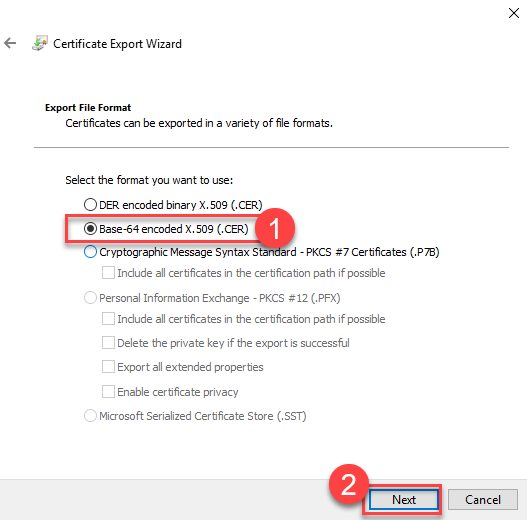 Certificate Export Wizard
Export File Format
Certificates can be exported in a variety of file formats.
Select the format you want to use:
DER encoded binary X.509 (.CER)
Base-64 encoded X.509 (.CER)
1
Cryptographic Message Syntax Standard - PKCS #7 Certificates (.P7B)
Include all certificates in the certification path if possible
Personal Information Exchange - PKCS #12 (.PFX)
Include all certificates in the certification path if possible
Delete the private key if the export is successful
Export all extended properties
Enable certificate privacy
Microsoft Serialized Certificate Store (.SST)
2
Next
Cancel